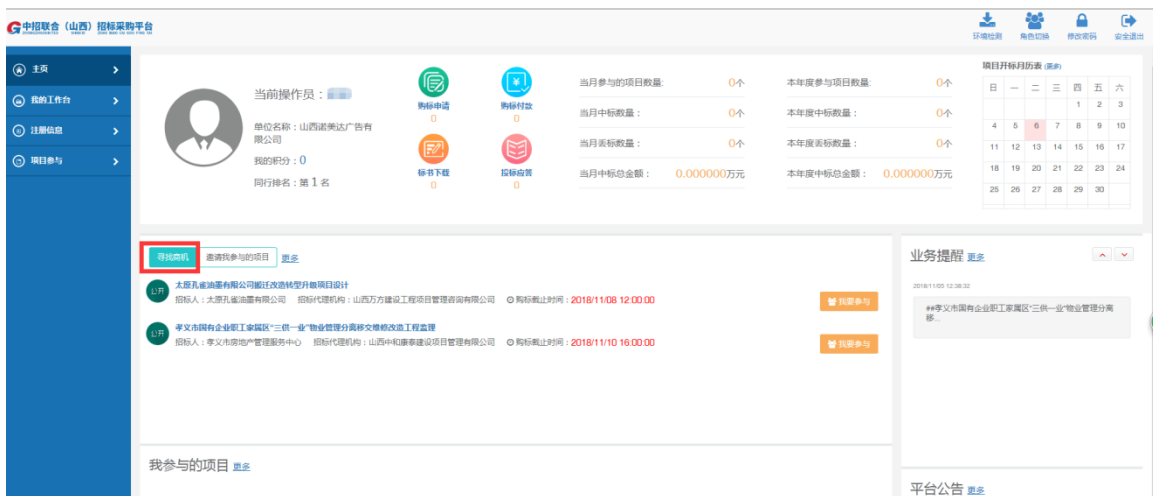 中招联合（山西）招标采购平台
环境检测 角色切换 修改密码 安全退出
主页
我的工作台
注册信息
项目参与
当前操作员：
单位名称：山西诺美达广告有
限公司
我的积分：0
同行排名：第 1 名
购标申请
0
购标付款
0
标书下载
0
投标应答
0
当月参与的项目数量: 0个
当月中标数量： 0个
当月丢标数量： 0个
当月中标总金额： 0.000000万元
本年度参与项目数量: 0个
本年度中标数量： 0个
本年度丢标数量： 0个
本年度中标总金额： 0.000000万元
项目开标月历表 (更多)
日 一 二 三 四 五 六
1 2 3
4 5 6 7 8 9 10
11 12 13 14 15 16 17
18 19 20 21 22 23 24
25 26 27 28 29 30
寻找商机 邀请我参与的项目 更多
公开 太原孔雀油墨有限公司搬迁改造转型升级项目设计
招标人：太原孔雀油墨有限公司 招标代理机构：山西万方建设工程项目管理咨询有限公司 购标截止时间：2018/11/08 12:00:00
我要参与
公开 孝义市国有企业职工家属区“三供一业”物业管理分离移交维修改造工程监理
招标人：孝义市房地产管理服务中心 招标代理机构：山西中和康泰建设项目管理有限公司 购标截止时间：2018/11/10 16:00:00
我要参与
业务提醒 更多
2018/11/05 12:38:32
##孝义市国有企业职工家属区“三供一业”物业管理分离
移...
我参与的项目 更多
平台公告 更多